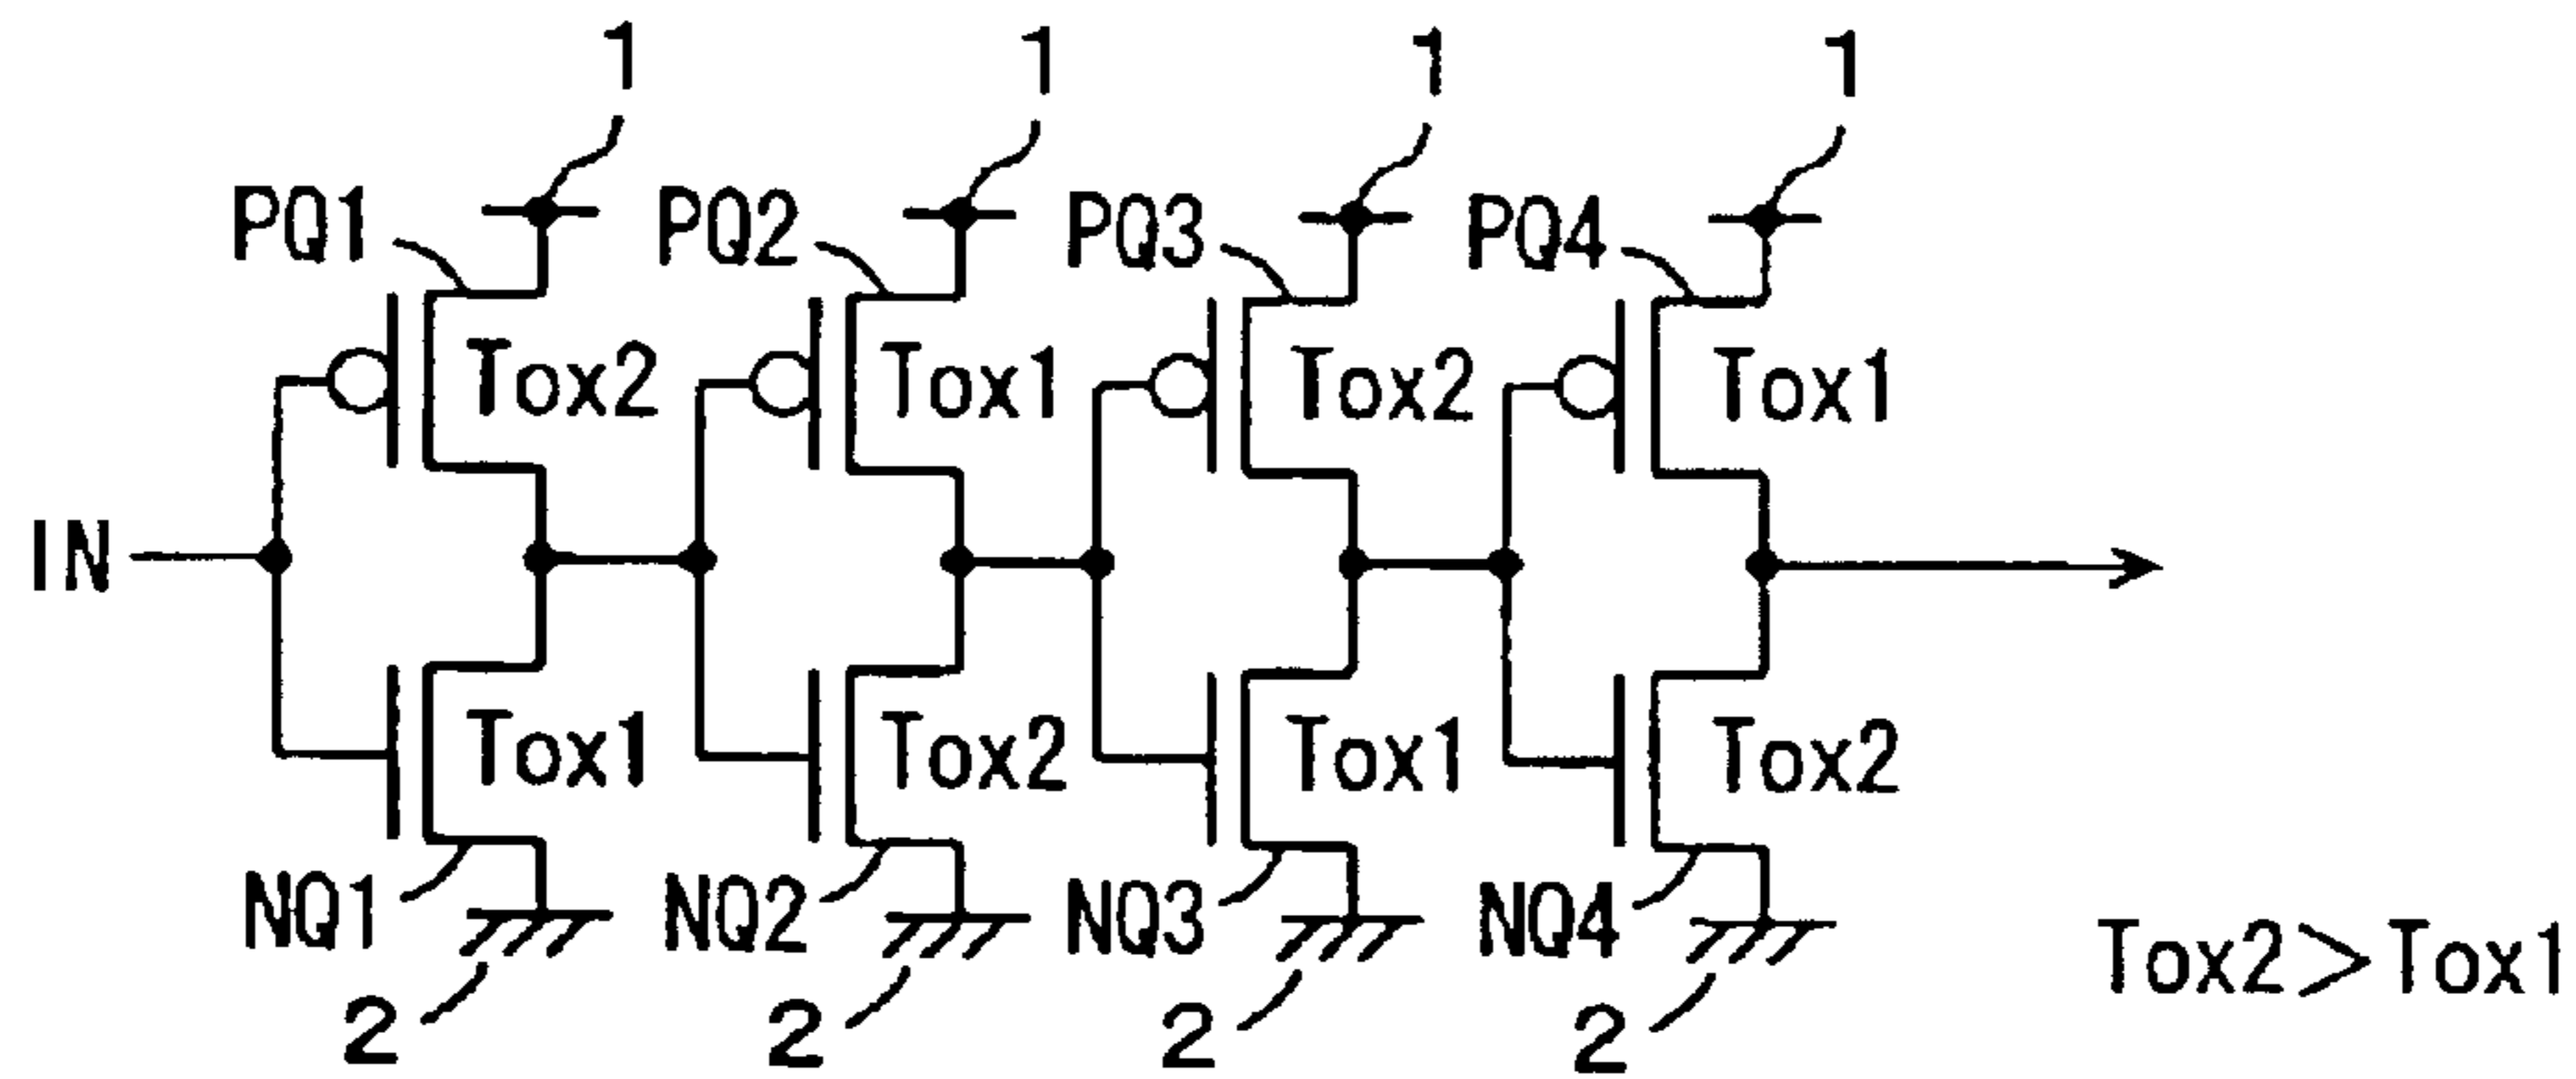 1 1 1 1
PQ1 PQ2 PQ3 PQ4
Tox2 Tox1 Tox2 Tox1
IN
Tox1 Tox2 Tox1 Tox2
NQ1 NQ2 NQ3 NQ4
Tox2>Tox1
2 2 2 2